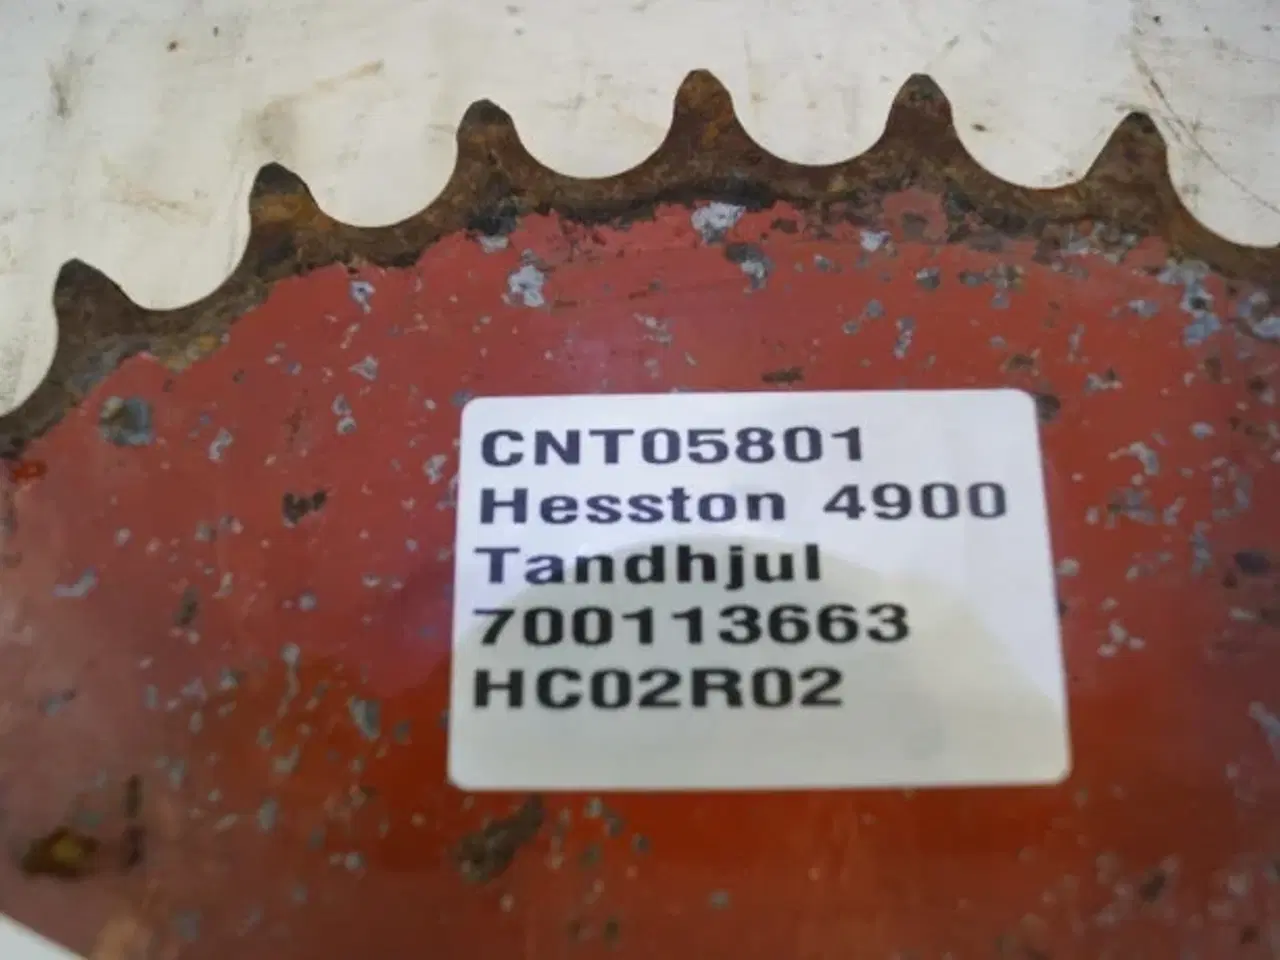 CNT05801
Hesston 4900
Tandhjul
700113663
HC02R02